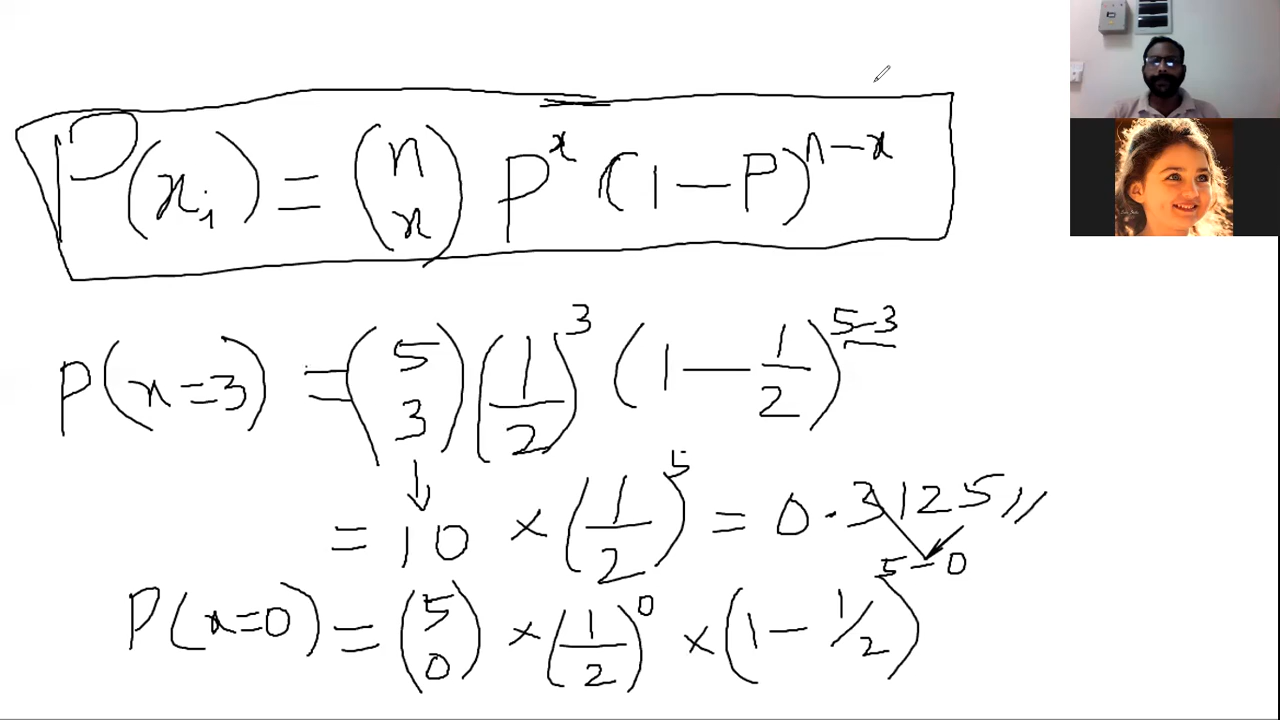 P(xᵢ) = (n x) P^x (1-P)^(n-x)
P(x=3) = (5 3) (1/2)^3 (1-1/2)^(5-3)
↓
= 10 × (1/2)^5 = 0.3125 //
P(x=0) = (5 0) × (1/2)^0 × (1-1/2)^(5-0)